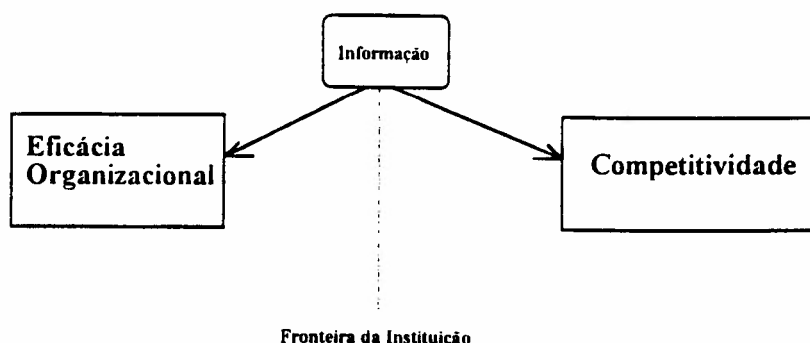 Informação
Eficácia
Organizacional
Competitividade
Fronteira da Instituição